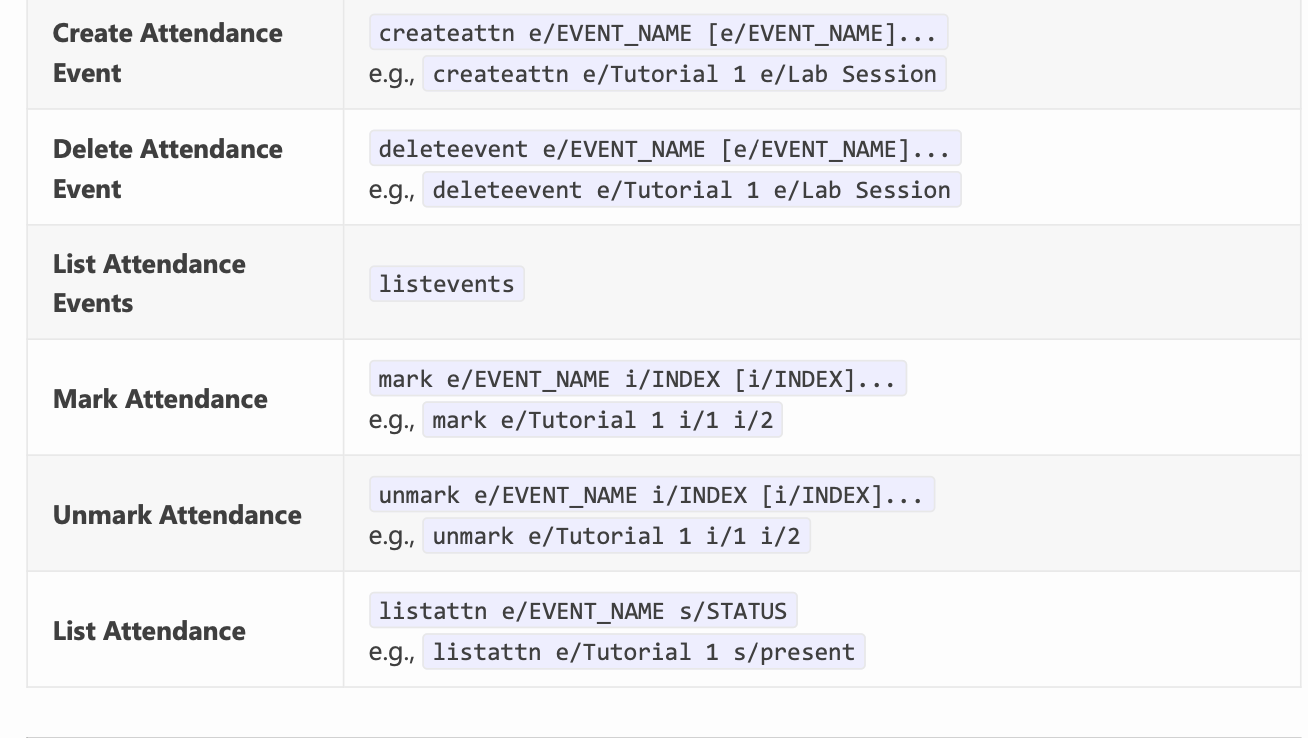 Create Attendance
Event
createattn e/EVENT_NAME [e/EVENT_NAME]...
e.g., createattn e/Tutorial 1 e/Lab Session
Delete Attendance
Event
deleteevent e/EVENT_NAME [e/EVENT_NAME]...
e.g., deleteevent e/Tutorial 1 e/Lab Session
List Attendance
Events
listevents
Mark Attendance
mark e/EVENT_NAME i/INDEX [i/INDEX]...
e.g., mark e/Tutorial 1 i/1 i/2
Unmark Attendance
unmark e/EVENT_NAME i/INDEX [i/INDEX]...
e.g., unmark e/Tutorial 1 i/1 i/2
List Attendance
listattn e/EVENT_NAME s/STATUS
e.g., listattn e/Tutorial 1 s/present